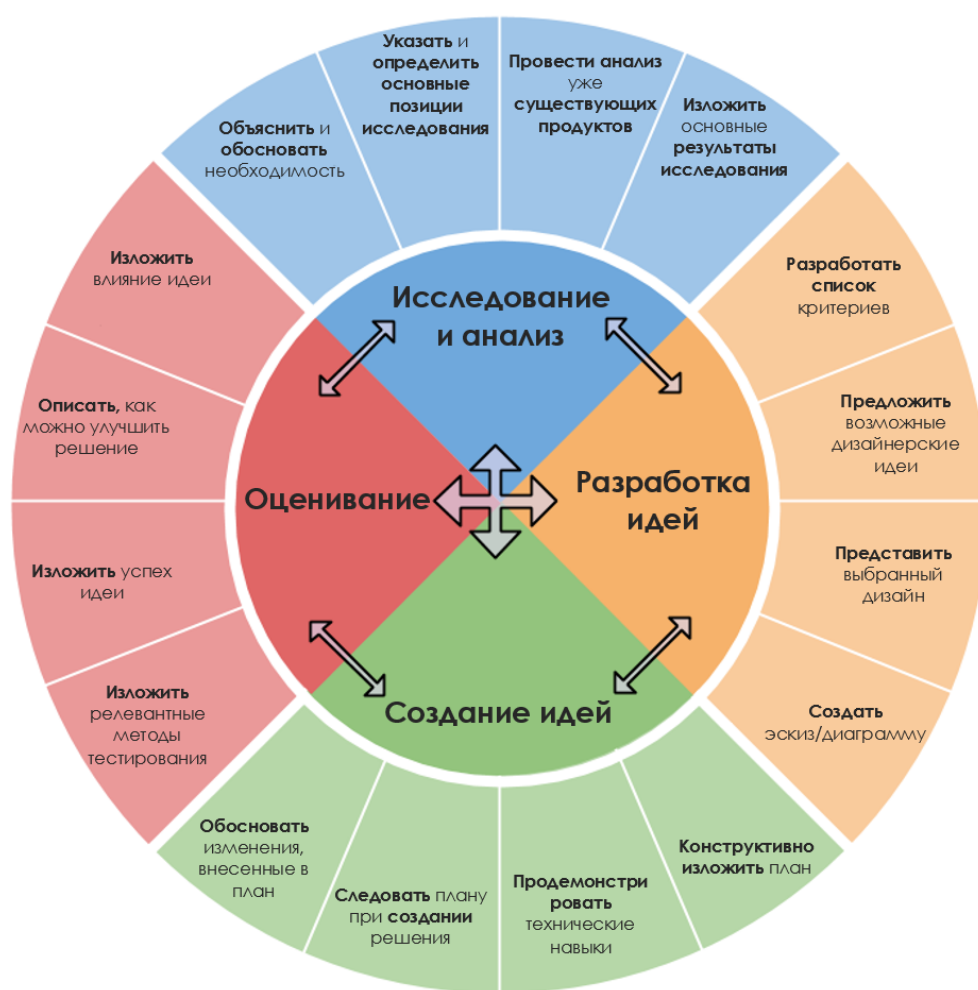 Объяснить и
обосновать
необходимость
Указать и
определить
основные
позиции
исследования
Провести анализ
уже
существующих
продуктов
Изложить
основные
результаты
исследования
Разработать
список
критериев
Предложить
возможные
дизайнерские
идеи
Представить
выбранный
дизайн
Создать
эскиз/диаграмму
Конструктивно
изложить план
Продемонстри
ровать
технические
навыки
Следовать плану
при создании
решения
Обосновать
изменения,
внесенные в
план
Изложить
релевантные
методы
тестирования
Изложить успех
идеи
Описать, как
можно улучшить
решение
Изложить
влияние идеи
Исследование
и анализ
Разработка
идей
Создание идей
Оценивание